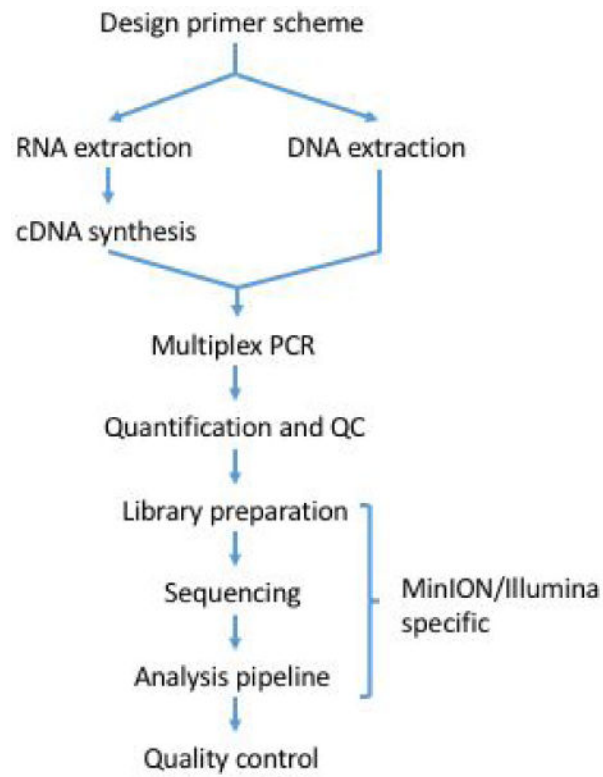 Design primer scheme
RNA extraction
DNA extraction
cDNA synthesis
Multiplex PCR
Quantification and QC
Library preparation
Sequencing
MinION/Illumina
specific
Analysis pipeline
Quality control